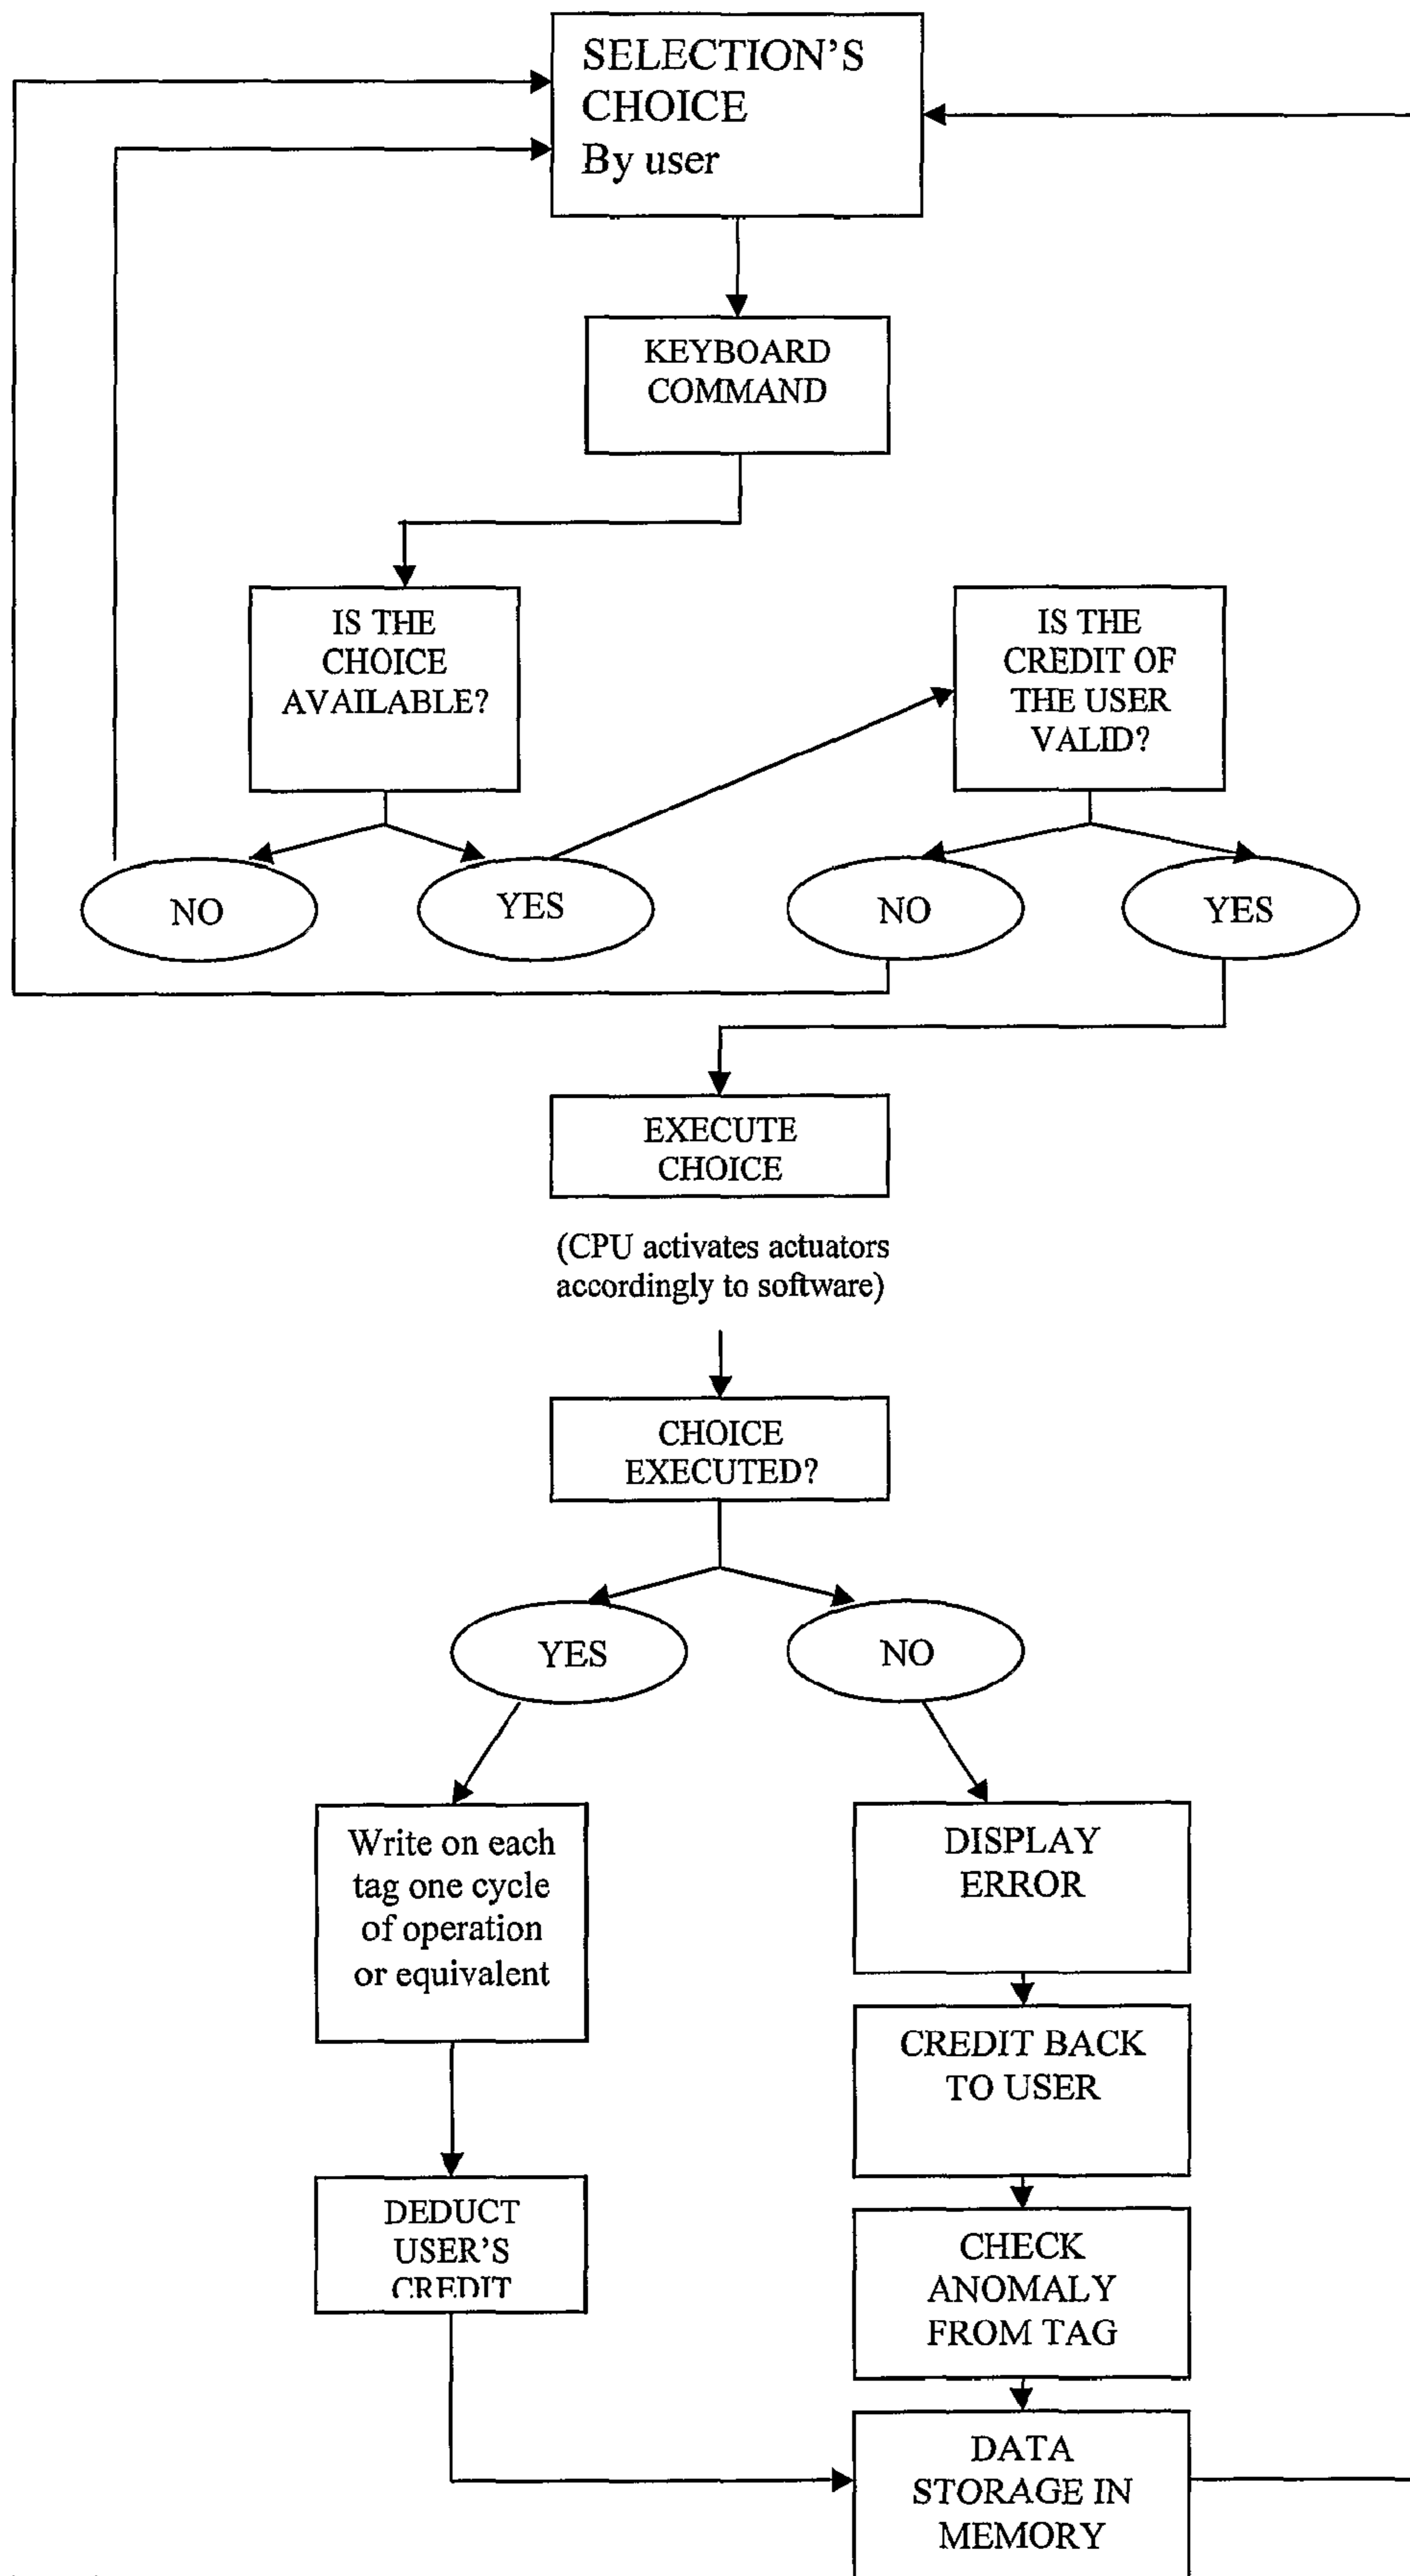 SELECTION'S
CHOICE
By user
KEYBOARD
COMMAND
IS THE
CHOICE
AVAILABLE?
IS THE
CREDIT OF
THE USER
VALID?
NO
YES
NO
YES
EXECUTE
CHOICE
(CPU activates actuators
accordingly to software)
CHOICE
EXECUTED?
YES
NO
Write on each
tag one cycle
of operation
or equivalent
DISPLAY
ERROR
CREDIT BACK
TO USER
DEDUCT
USER'S
CREDIT
CHECK
ANOMALY
FROM TAG
DATA
STORAGE IN
MEMORY